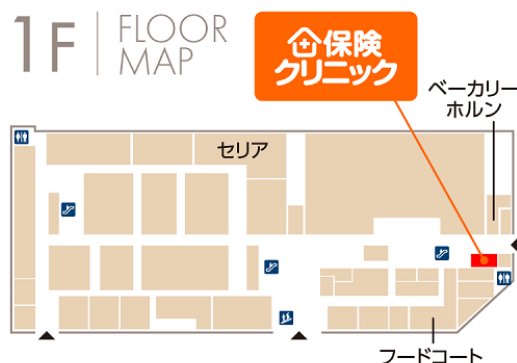 1F
FLOOR
MAP
保険
クリニック
ベーカリー
ホルン
セリア
フードコート